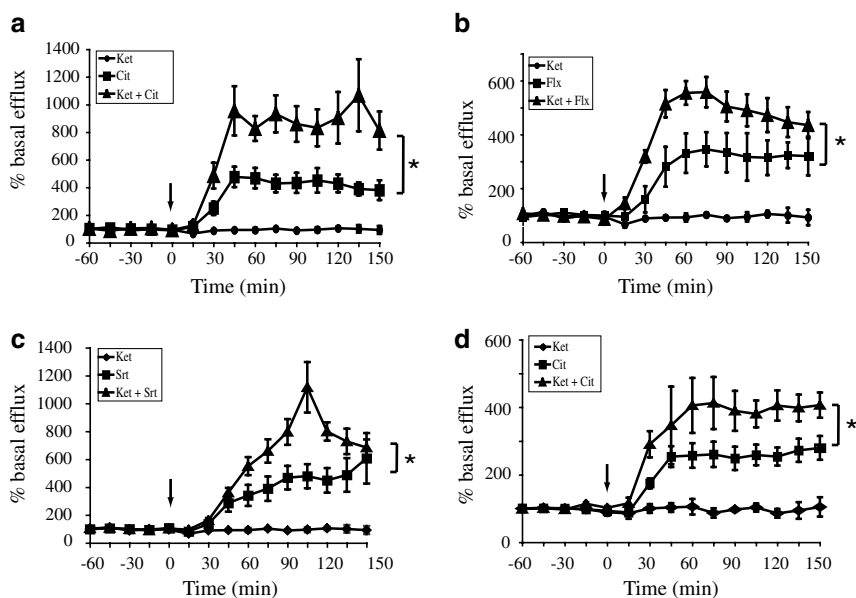 a
1400
1200
1000
800
600
400
200
0
% basal efflux
Ket
Cit
Ket + Cit
*
-60 -30 0 30 60 90 120 150
Time (min)
b
600
400
200
0
% basal efflux
Ket
Flx
Ket + Flx
*
-60 -30 0 30 60 90 120 150
Time (min)
c
1400
1200
1000
800
600
400
200
0
% basal efflux
Ket
Srt
Ket + Srt
*
-60 -30 0 30 60 90 120 150
Time (min)
d
600
400
200
0
% basal efflux
Ket
Cit
Ket + Cit
*
-60 -30 0 30 60 90 120 150
Time (min)